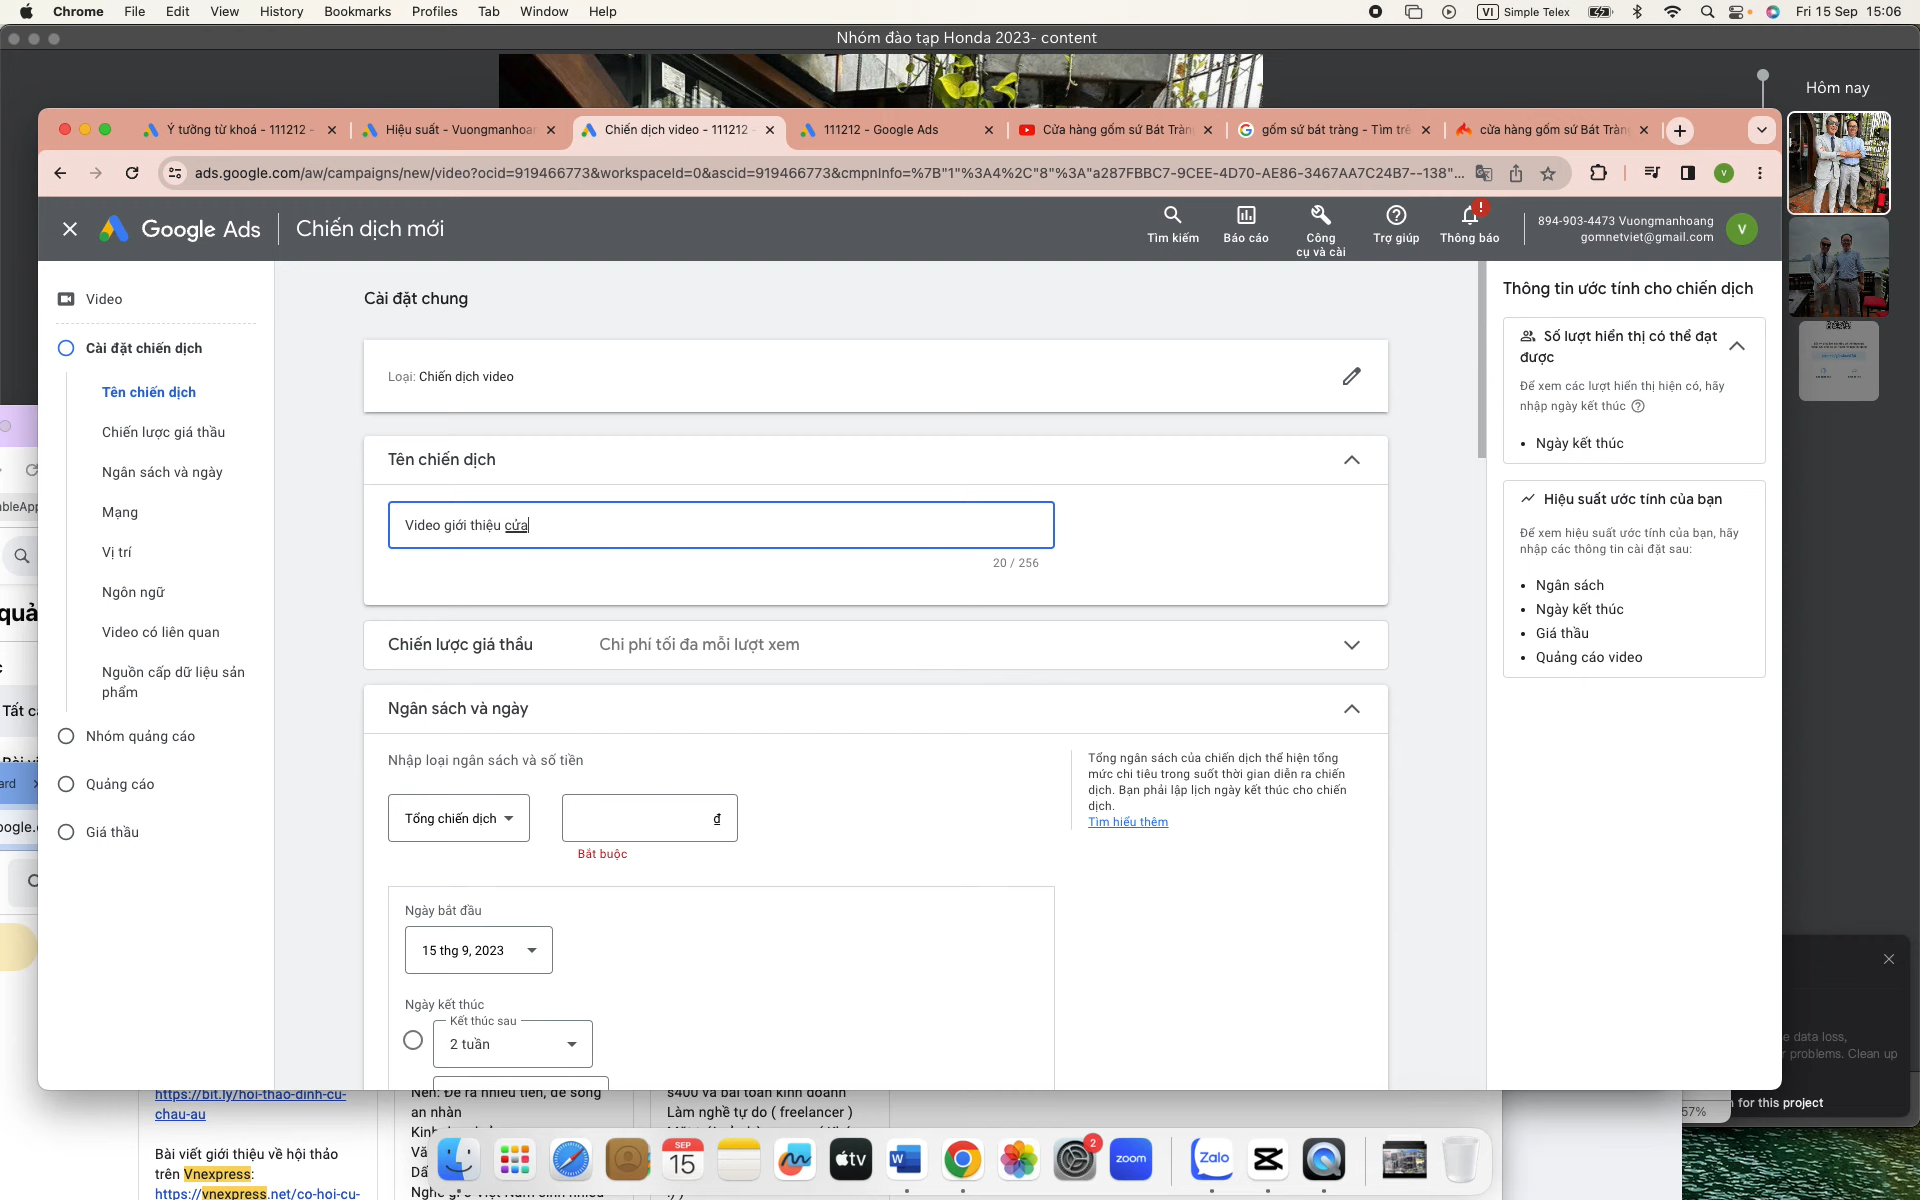 Chrome File Edit View History Bookmarks Profiles Tab Window Help
VI Simple Telex Fri 15 Sep 15:06
Nhóm đào tạp Honda 2023- content
Hôm nay
Ý tưởng từ khoá - 111212 -
Hiệu suất - Vuongmanhoan
Chiến dịch video - 111212 -
111212 - Google Ads
Cửa hàng gốm sứ Bát Tràn
gốm sứ bát tràng - Tìm trê
cửa hàng gốm sứ Bát Tràn
ads.google.com/aw/campaigns/new/video?ocid=919466773&workspaceId=0&ascid=919466773&cmpnInfo=%7B"1"%3A4%2C"8"%3A"a287FBBC7-9CEE-4D70-AE86-3467AA7C24B7--138"...
V
Google Ads
Chiến dịch mới
Tìm kiếm
Báo cáo
Công
cụ và cài
Trợ giúp
!
Thông báo
894-903-4473 Vuongmanhoang
gomnetviet@gmail.com
V
Video
Cài đặt chiến dịch
Tên chiến dịch
Chiến lược giá thầu
Ngân sách và ngày
Mạng
Vị trí
Ngôn ngữ
Video có liên quan
Nguồn cấp dữ liệu sản
phẩm
Nhóm quảng cáo
Quảng cáo
Giá thầu
Cài đặt chung
Loại: Chiến dịch video
Tên chiến dịch
Video giới thiệu cửa
20 / 256
Chiến lược giá thầu Chi phí tối đa mỗi lượt xem
Ngân sách và ngày
Nhập loại ngân sách và số tiền
Tổng chiến dịch
₫
Bắt buộc
Tổng ngân sách của chiến dịch thể hiện tổng
mức chi tiêu trong suốt thời gian diễn ra chiến
dịch. Bạn phải lập lịch ngày kết thúc cho chiến
dịch.
Tìm hiểu thêm
Ngày bắt đầu
15 thg 9, 2023
Ngày kết thúc
Kết thúc sau
2 tuần
Thông tin ước tính cho chiến dịch
Số lượt hiển thị có thể đạt
được
Để xem các lượt hiển thị hiện có, hãy
nhập ngày kết thúc
• Ngày kết thúc
Hiệu suất ước tính của bạn
Để xem hiệu suất ước tính của bạn, hãy
nhập các thông tin cài đặt sau:
• Ngân sách
• Ngày kết thúc
• Giá thầu
• Quảng cáo video
ableApp
quả
Tất cả
ard
oogle.c
e data loss,
r problems. Clean up
for this project
57%
https://bit.ly/hoi-thao-dinh-cu-
chau-au
Bài viết giới thiệu về hội thảo
trên Vnexpress:
https://vnexpress.net/co-hoi-cu-
Nên: Đẻ ra nhiều tiền, để sống
an nhàn
$400 và bài toán kinh doanh
Làm nghề tự do ( freelancer )
SEP
15
tv
W
2
zoom
Zalo